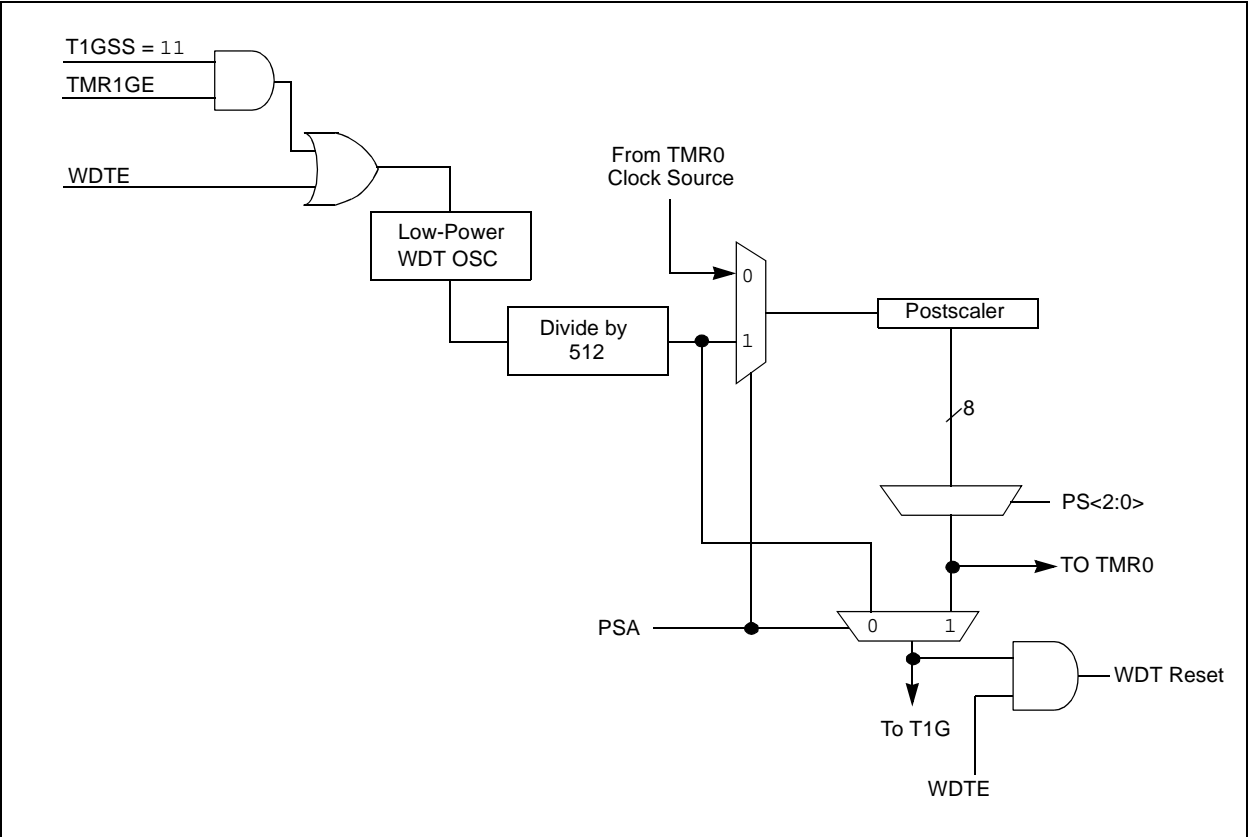 T1GSS = 11
TMR1GE
WDTE
From TMR0
Clock Source
Low-Power
WDT OSC
0
Divide by
512
1
Postscaler
8
PS<2:0>
TO TMR0
PSA
0
1
WDT Reset
To T1G
WDTE